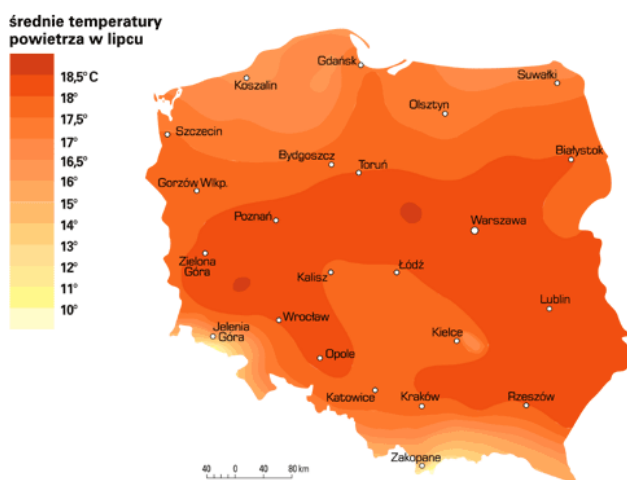 średnie temperatury
powietrza w lipcu
18,5°C
18°
17,5°
17°
16,5°
16°
15°
14°
13°
12°
11°
10°
Gdańsk
Koszalin
Suwałki
Olsztyn
Szczecin
Bydgoszcz
Toruń
Białystok
Gorzów Wlkp.
Poznań
Warszawa
Zielona
Góra
Kalisz
Łódź
Lublin
Wrocław
Jelenia
Góra
Kielce
Opole
Katowice
Kraków
Rzeszów
Zakopane
40 0 40 80 km